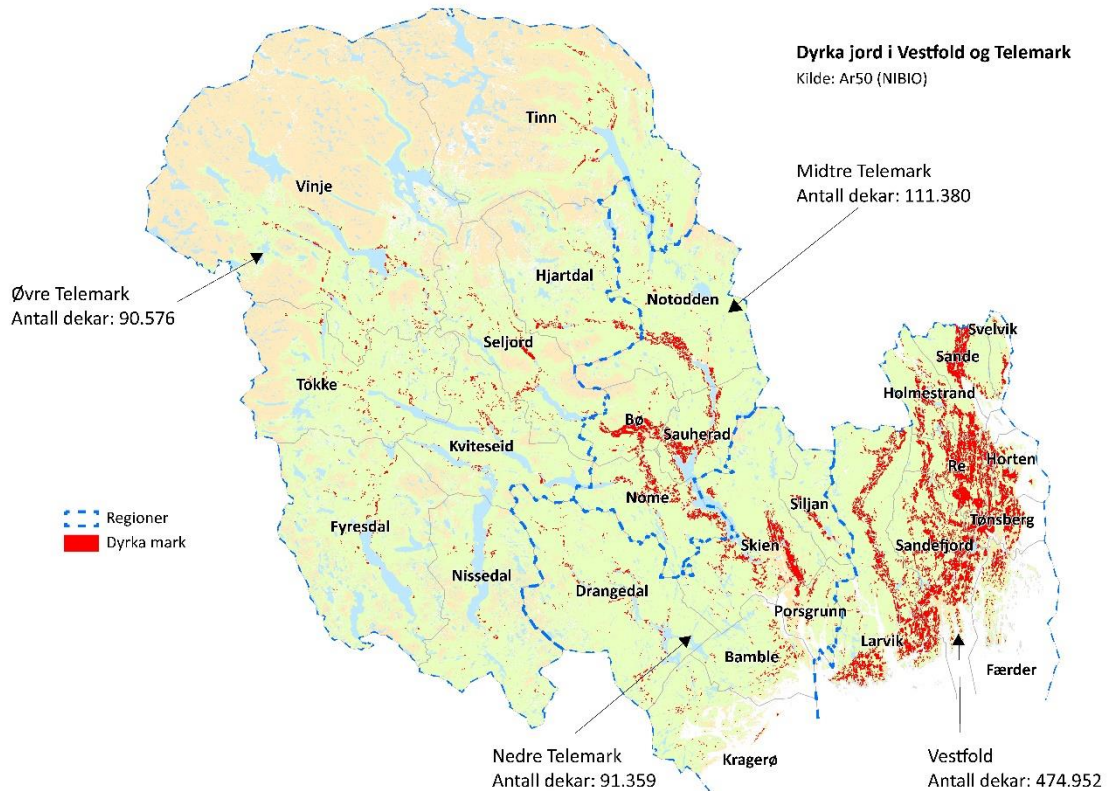 Dyrka jord i Vestfold og Telemark
Kilde: Ar50 (NIBIO)
Tinn
Midtre Telemark
Antall dekar: 111.380
Vinje
Øvre Telemark
Antall dekar: 90.576
Hjartdal
Notodden
Svelvik
Seljord
Sande
Tokke
Holmestrand
Bø
Sauherad
Kviteseid
Re
Horten
Nome
Siljan
Regioner
Fyresdal
Tønsberg
Dyrka mark
Skien
Sandefjord
Nissedal
Drangedal
Porsgrunn
Larvik
Bamble
Færder
Nedre Telemark
Antall dekar: 91.359
Kragerø
Vestfold
Antall dekar: 474.952